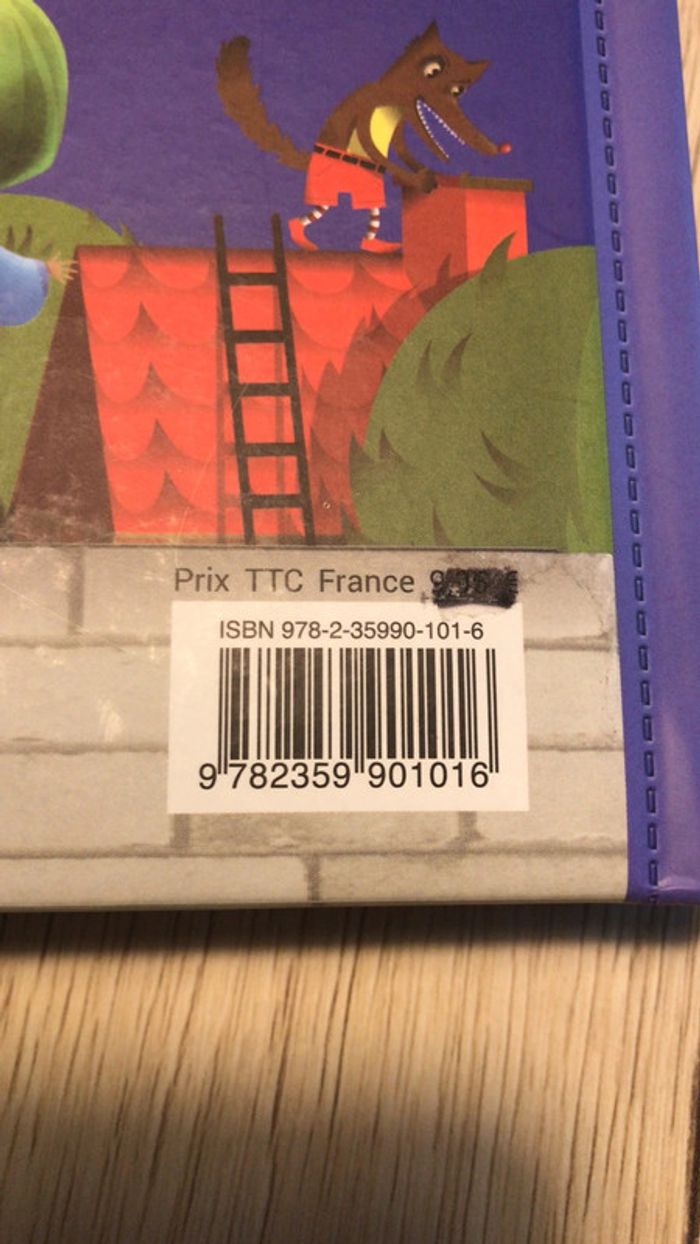 Prix TTC France
ISBN 978-2-35990-101-6
9 782359 901016